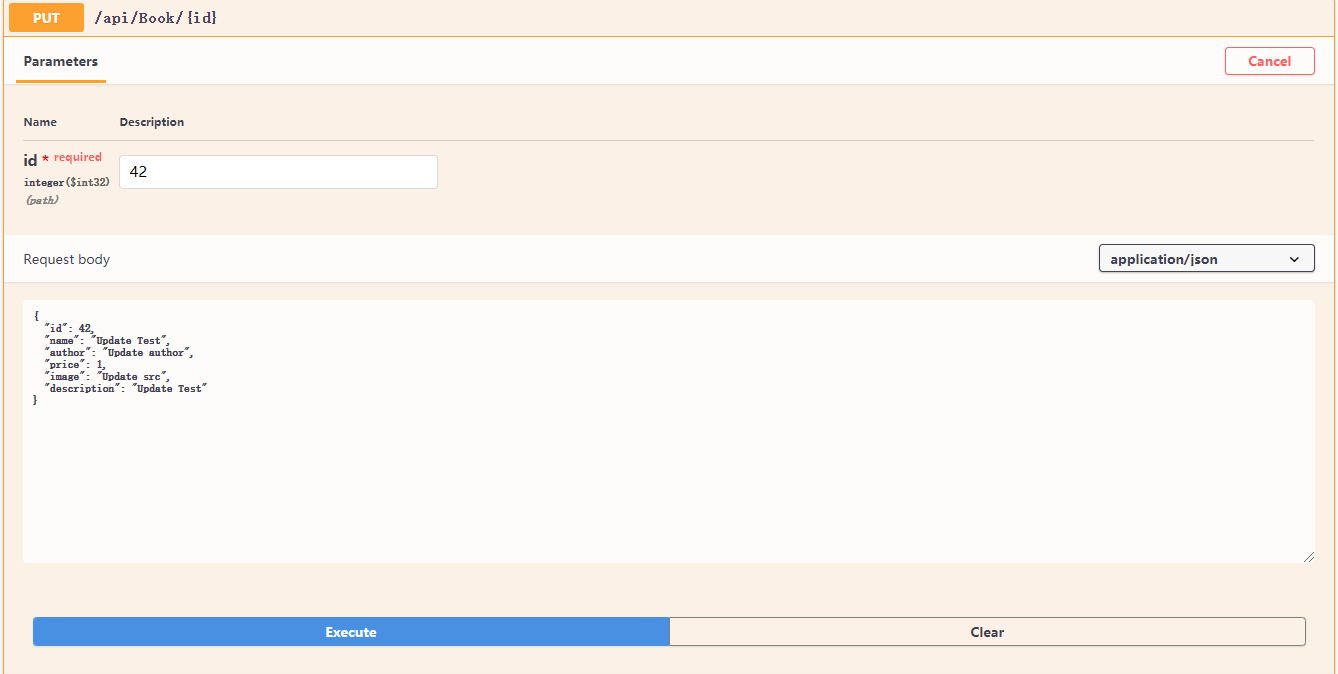 PUT /api/Book/{id}
Parameters
Cancel
Name Description
id * required
integer($int32)
(path)
42
Request body
application/json
{
"id": 42,
"name": "Update Test",
"author": "Update author",
"price": 1,
"image": "Update src",
"description": "Update Test"
}
Execute
Clear